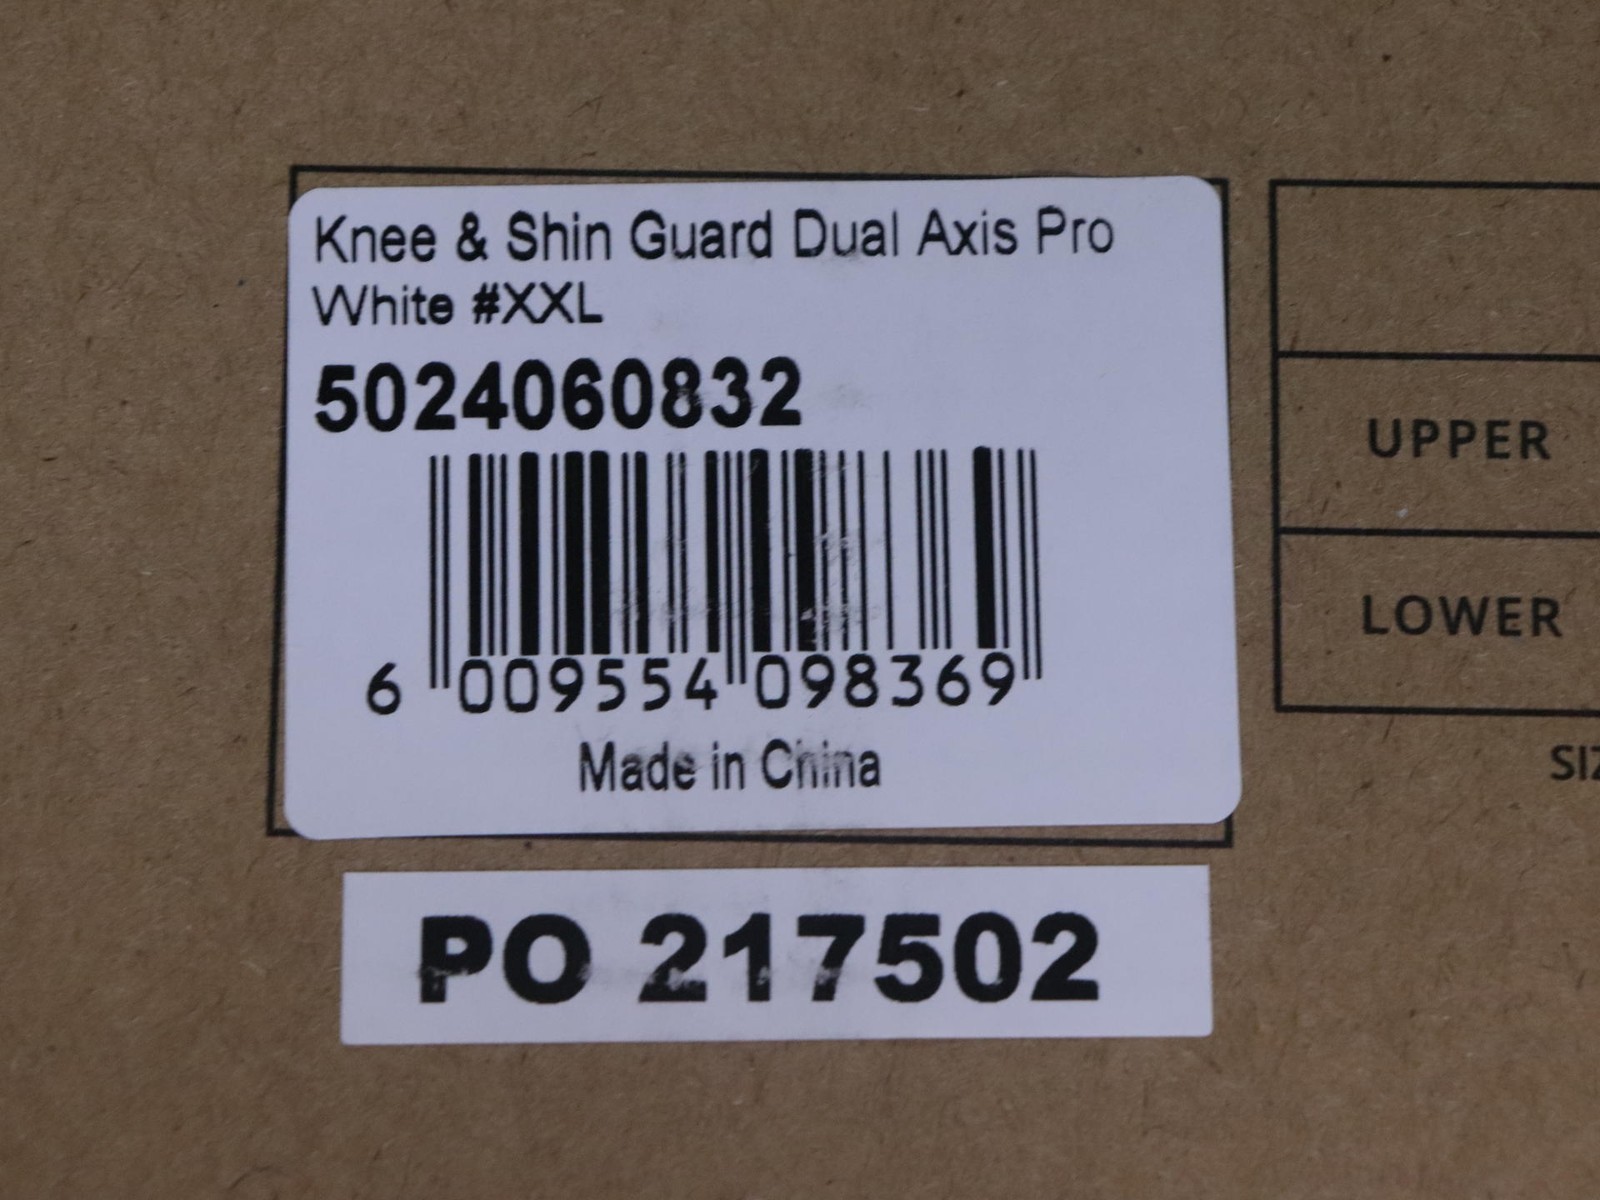 Knee & Shin Guard Dual Axis Pro
White #XXL
5024060832
6 009554 098369
Made in China
PO 217502
UPPER
LOWER